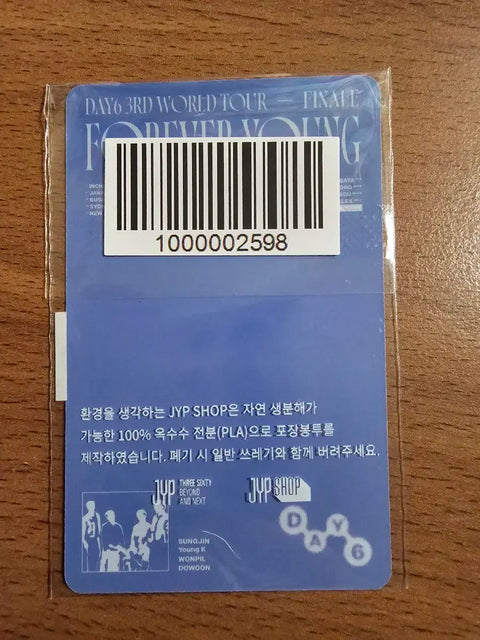 DAY6 3RD WORLD TOUR — FINALE
FOREVER YOUNG
1000002598
환경을 생각하는 JYP SHOP은 자연 생분해가
가능한 100% 옥수수 전분(PLA)으로 포장봉투를
제작하였습니다. 폐기 시 일반 쓰레기와 함께 버려주세요.
JYP THREE SIXTY
BEYOND
AND NEXT
JYP SHOP
DAY6
SUNGJIN
Young K
WONPIL
DOWOON